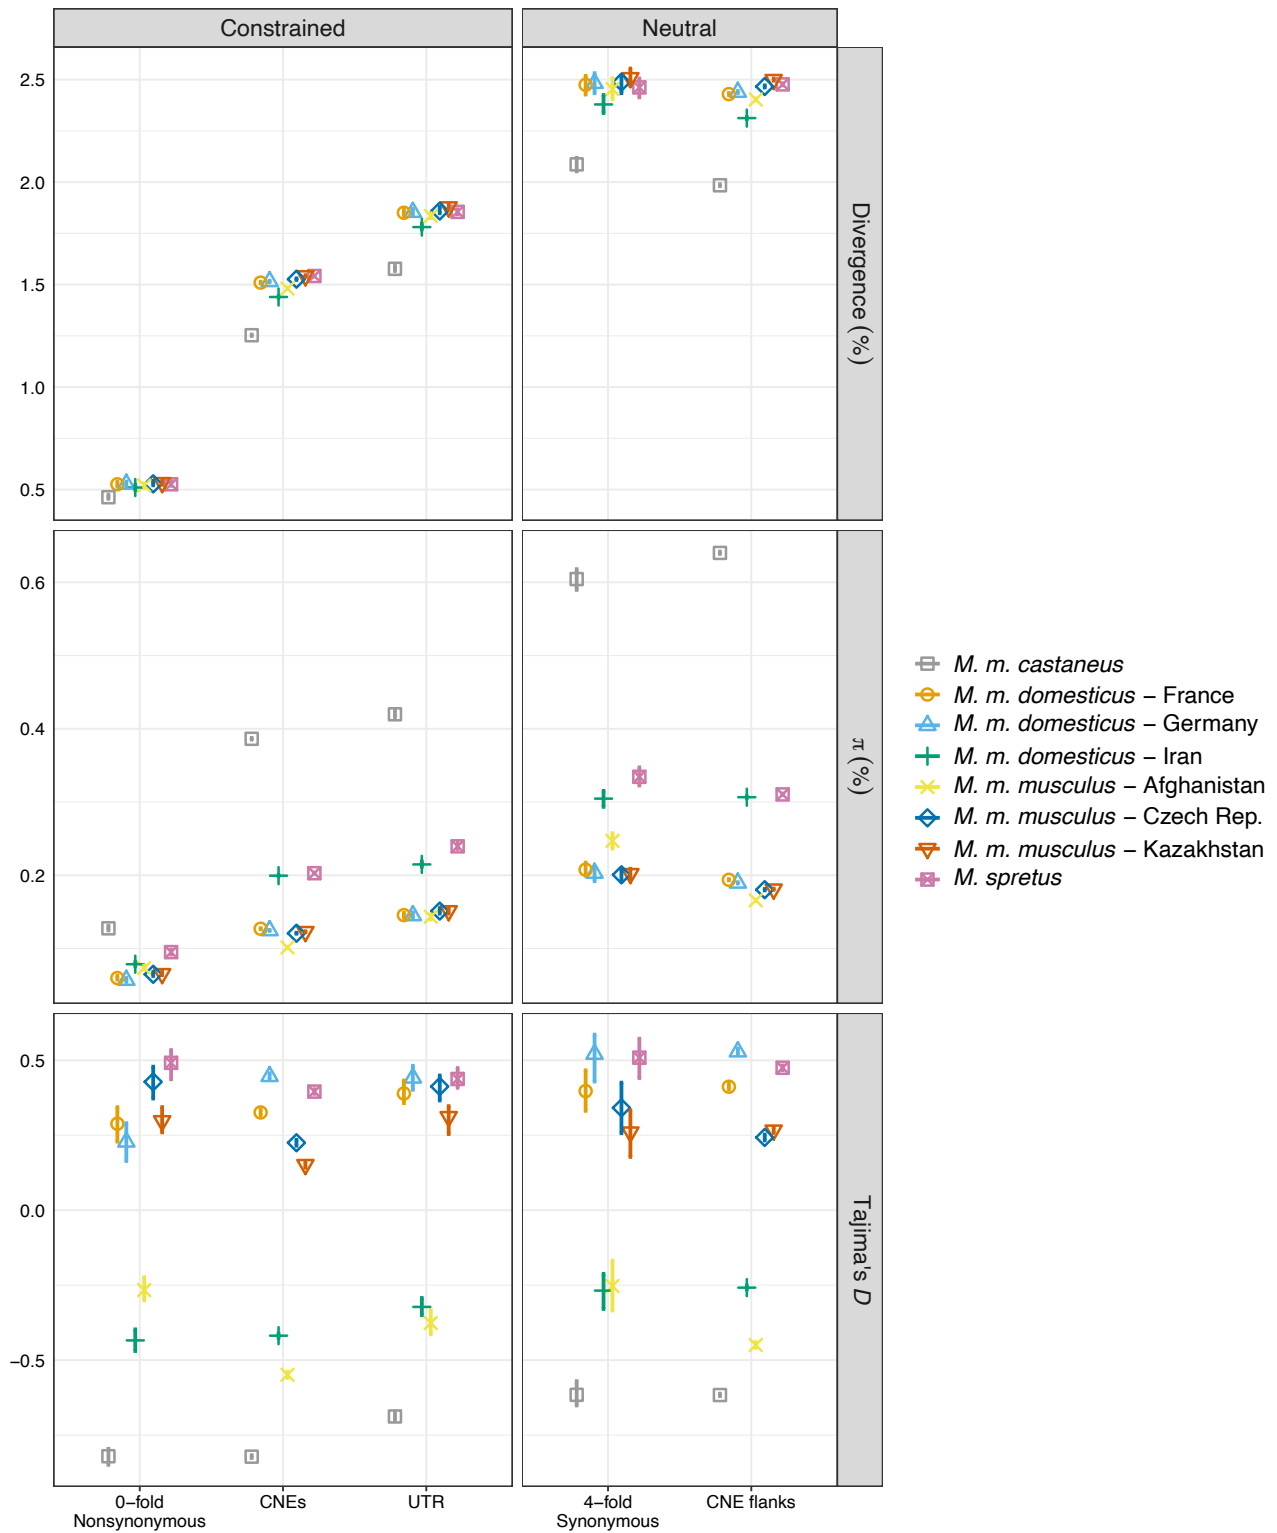 Constrained
Neutral
2.5
2.0
1.5
1.0
0.5
Divergence (%)
0.6
0.4
0.2
π (%)
0.5
0.0
−0.5
Tajima's D
0−fold
Nonsynonymous
CNEs
UTR
4−fold
Synonymous
CNE flanks
M. m. castaneus
M. m. domesticus − France
M. m. domesticus − Germany
M. m. domesticus − Iran
M. m. musculus − Afghanistan
M. m. musculus − Czech Rep.
M. m. musculus − Kazakhstan
M. spretus